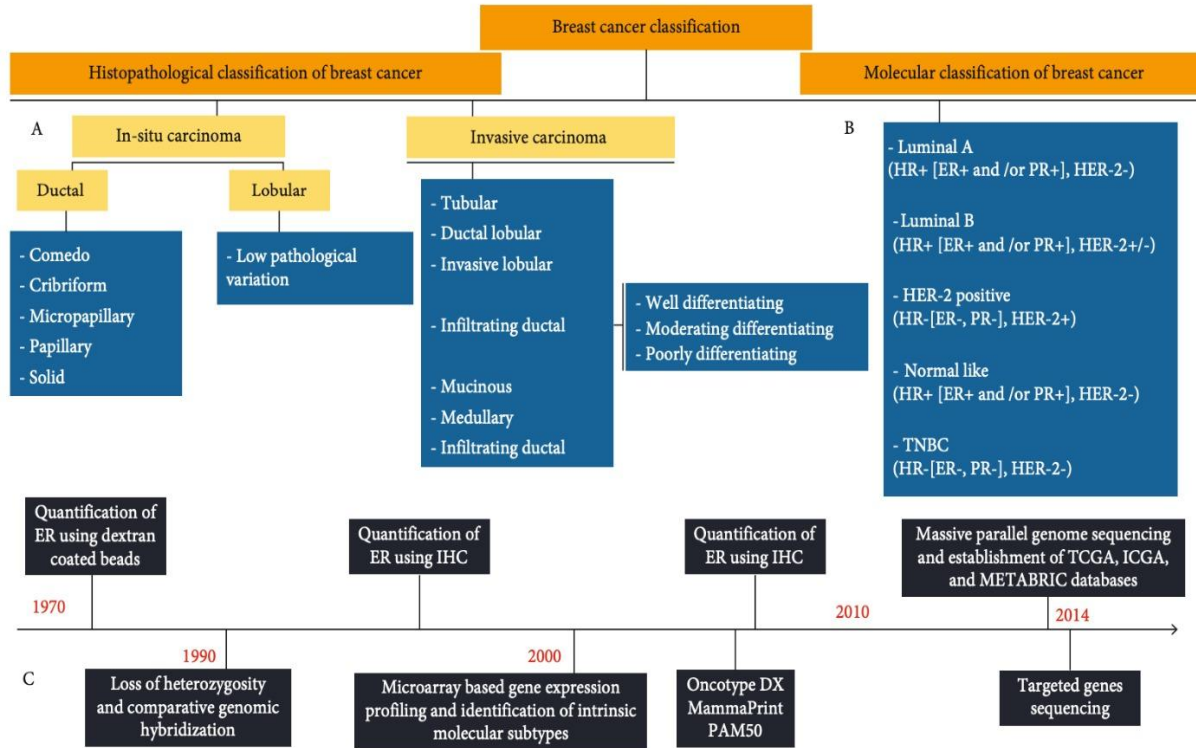 Breast cancer classification
Histopathological classification of breast cancer
Molecular classification of breast cancer
A
In-situ carcinoma
Invasive carcinoma
B
Ductal
Lobular
- Comedo
- Cribriform
- Micropapillary
- Papillary
- Solid
- Low pathological
variation
- Tubular
- Ductal lobular
- Invasive lobular
- Infiltrating ductal
- Mucinous
- Medullary
- Infiltrating ductal
- Well differentiating
- Moderating differentiating
- Poorly differentiating
- Luminal A
(HR+ [ER+ and /or PR+], HER-2-)
- Luminal B
(HR+ [ER+ and /or PR+], HER-2+/-)
- HER-2 positive
(HR-[ER-, PR-], HER-2+)
- Normal like
(HR+ [ER+ and /or PR+], HER-2-)
- TNBC
(HR-[ER-, PR-], HER-2-)
Quantification of
ER using dextran
coated beads
Quantification of
ER using IHC
Quantification of
ER using IHC
Massive parallel genome sequencing
and establishment of TCGA, ICGA,
and METABRIC databases
1970
2010
2014
1990
2000
C
Loss of heterozygosity
and comparative genomic
hybridization
Microarray based gene expression
profiling and identification of intrinsic
molecular subtypes
Oncotype DX
MammaPrint
PAM50
Targeted genes
sequencing